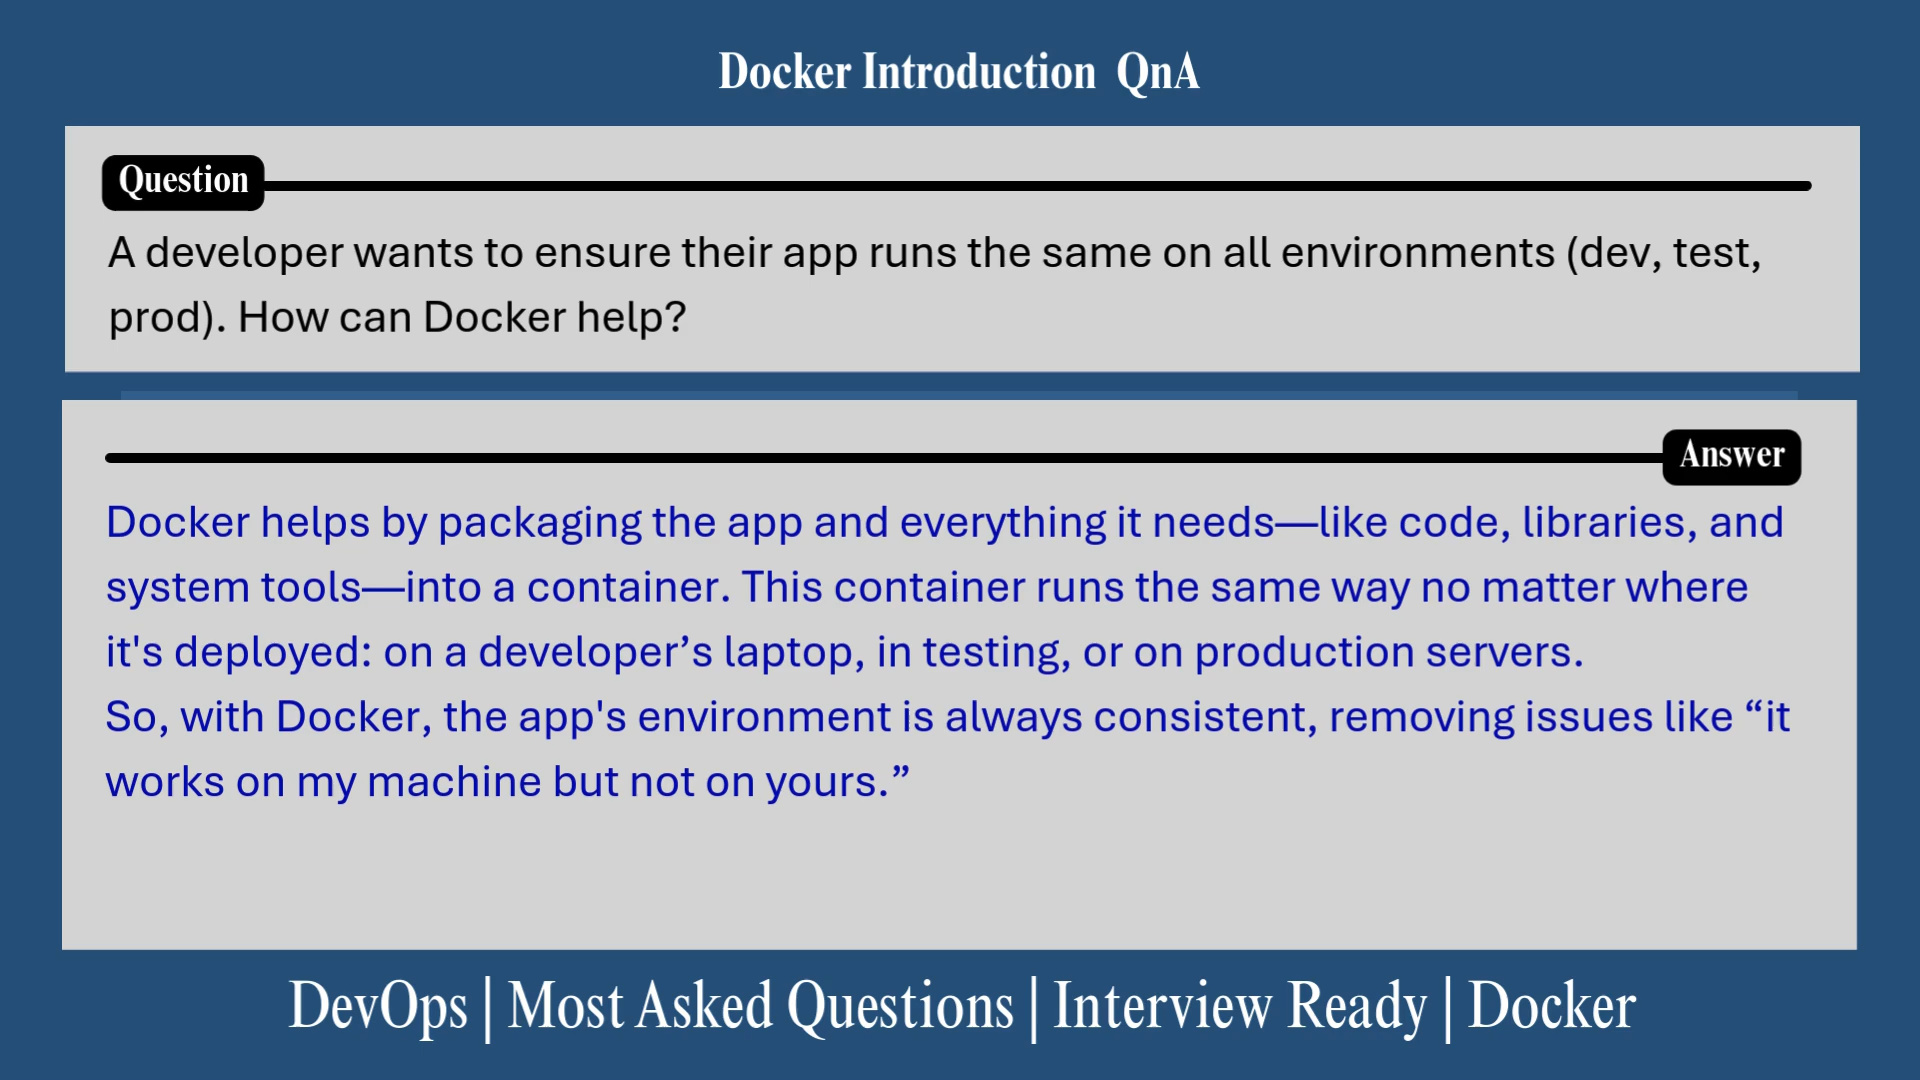 Docker Introduction QnA
Question
A developer wants to ensure their app runs the same on all environments (dev, test,
prod). How can Docker help?
Answer
Docker helps by packaging the app and everything it needs—like code, libraries, and
system tools—into a container. This container runs the same way no matter where
it's deployed: on a developer’s laptop, in testing, or on production servers.
So, with Docker, the app's environment is always consistent, removing issues like “it
works on my machine but not on yours.”
DevOps | Most Asked Questions | Interview Ready | Docker